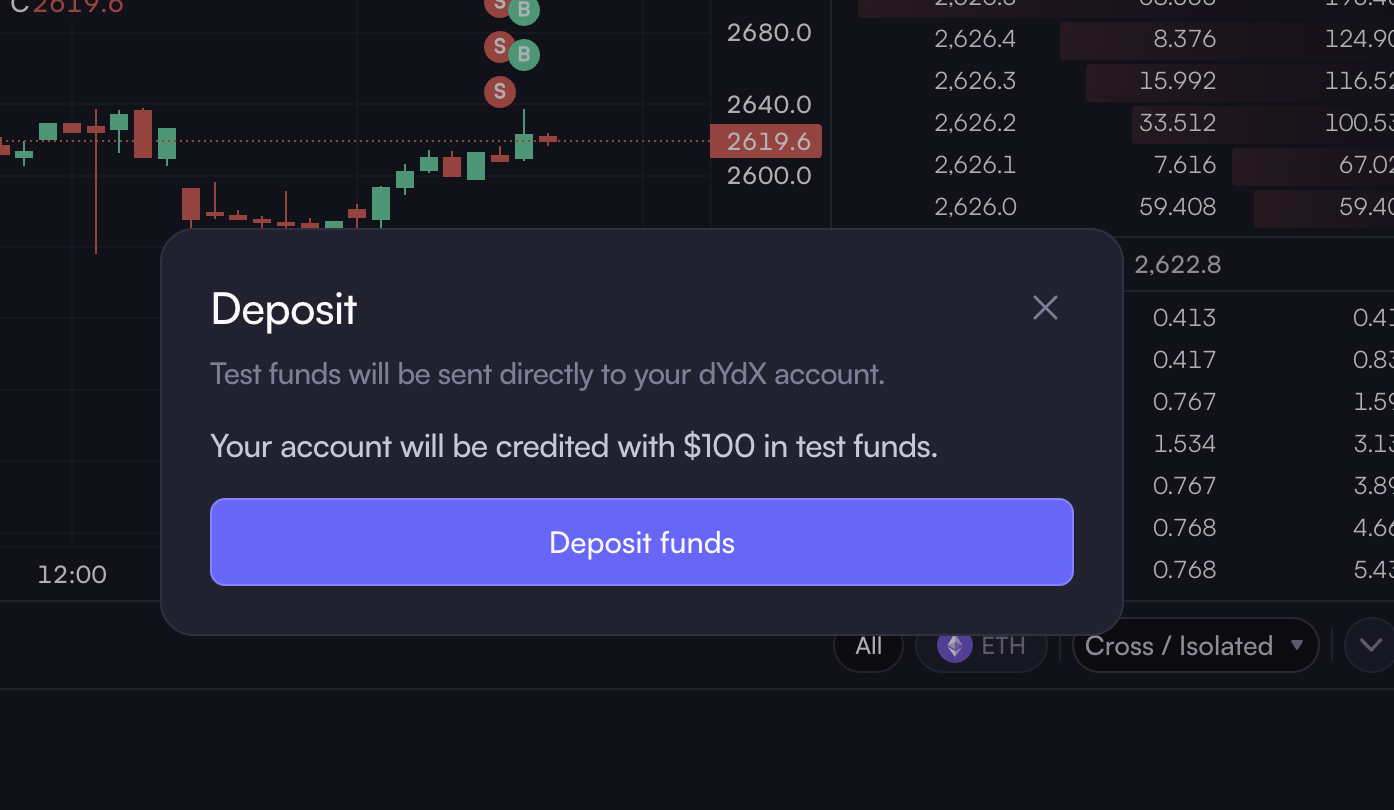 C2619.6
S B
S B
S
2680.0
2640.0
2619.6
2600.0
12:00
2,626.4 8.376 124.90
2,626.3 15.992 116.52
2,626.2 33.512 100.53
2,626.1 7.616 67.02
2,626.0 59.408 59.40
2,622.8
0.413 0.41
0.417 0.83
0.767 1.59
1.534 3.13
0.767 3.89
0.768 4.66
0.768 5.43
Deposit
Test funds will be sent directly to your dYdX account.
Your account will be credited with $100 in test funds.
Deposit funds
All ETH Cross / Isolated